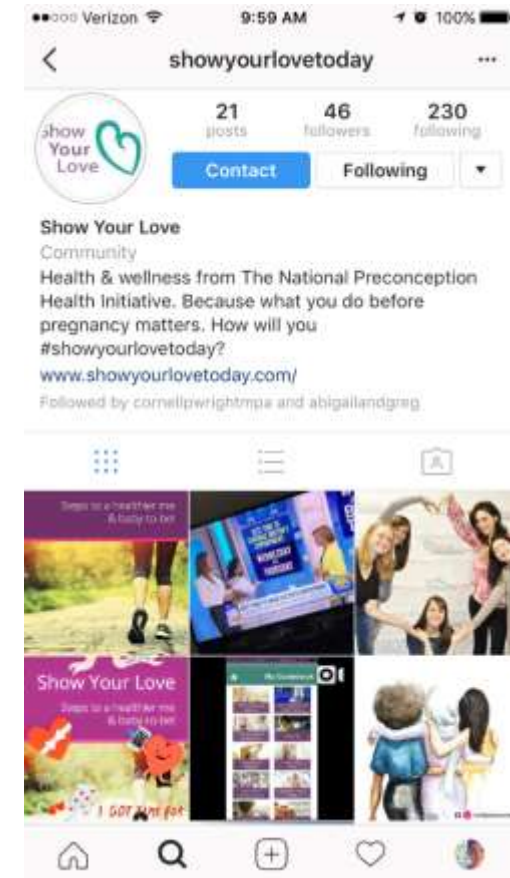 Verizon 9:59 AM 100%
showyourlovetoday
Show
Your
Love
21 46 230
posts followers following
Contact Following
Show Your Love
Community
Health & wellness from The National Preconception
Health Initiative. Because what you do before
pregnancy matters. How will you
#showyourlovetoday?
www.showyourlovetoday.com/
Followed by cornellpwrightmpa and abigailandgreg
Steps to a healthier me
& baby to be!
WEDNESDAY
THURSDAY
Show Your Love
Steps to a healthier me
& baby to be!
I GOT